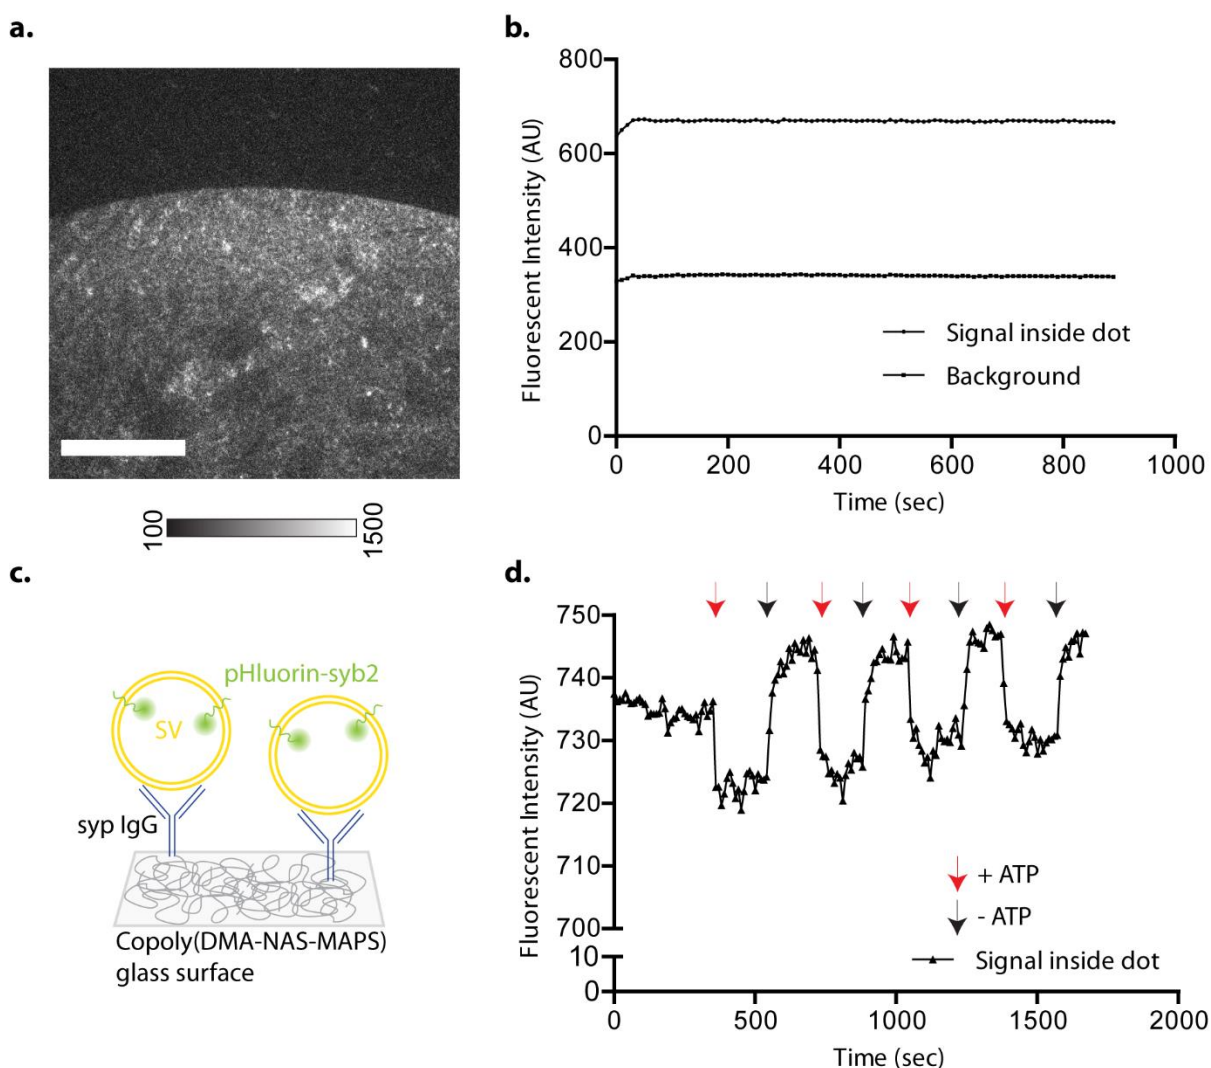 a.
100
1500
b.
Fluorescent Intensity (AU)
800
600
400
200
0
0
200
400
600
800
1000
Time (sec)
Signal inside dot
Background
c.
pHluorin-syb2
SV
syp IgG
Copoly(DMA-NAS-MAPS)
glass surface
d.
Fluorescent Intensity (AU)
750
740
730
720
710
700
10
0
0
500
1000
1500
2000
Time (sec)
+ ATP
- ATP
Signal inside dot